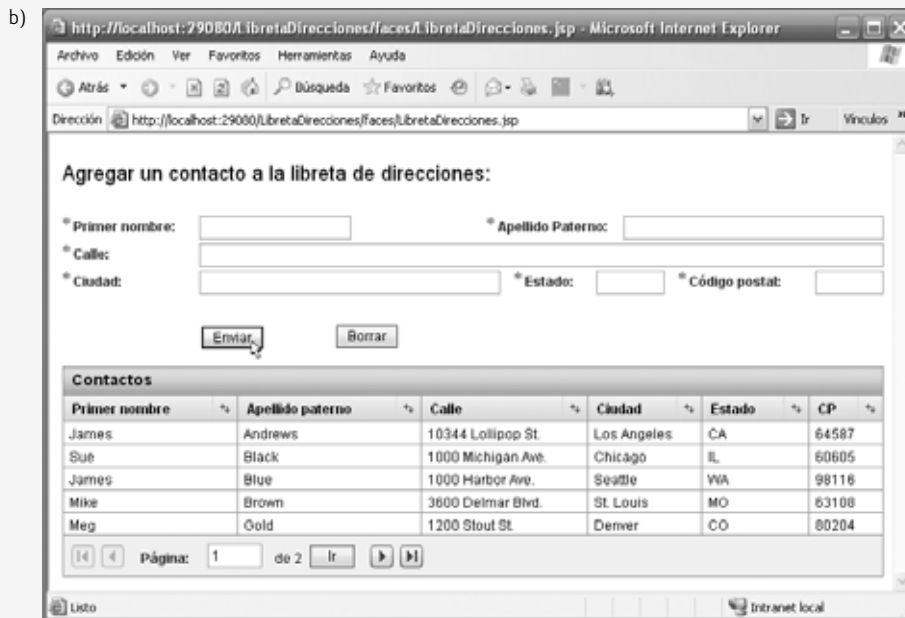 b)
http://localhost:29080/LibretaDirecciones/faces/LibretaDirecciones.jsp - Microsoft Internet Explorer
Archivo Edición Ver Favoritos Herramientas Ayuda
Atrás Búsqueda Favoritos
Dirección http://localhost:29080/LibretaDirecciones/faces/LibretaDirecciones.jsp Ir Vínculos »
Agregar un contacto a la libreta de direcciones:
* Primer nombre: * Apellido Paterno:
* Calle:
* Ciudad: * Estado: * Código postal:
Enviar Borrar
Contactos
Primer nombre Apellido paterno Calle Ciudad Estado CP
James Andrews 10344 Lollipop St. Los Angeles CA 64587
Sue Black 1000 Michigan Ave. Chicago IL 60605
James Blue 1000 Harbor Ave. Seattle WA 98116
Mike Brown 3600 Delmar Blvd. St. Louis MO 63108
Meg Gold 1200 Stout St. Denver CO 80204
Página: 1 de 2 Ir
Listo Intranet local